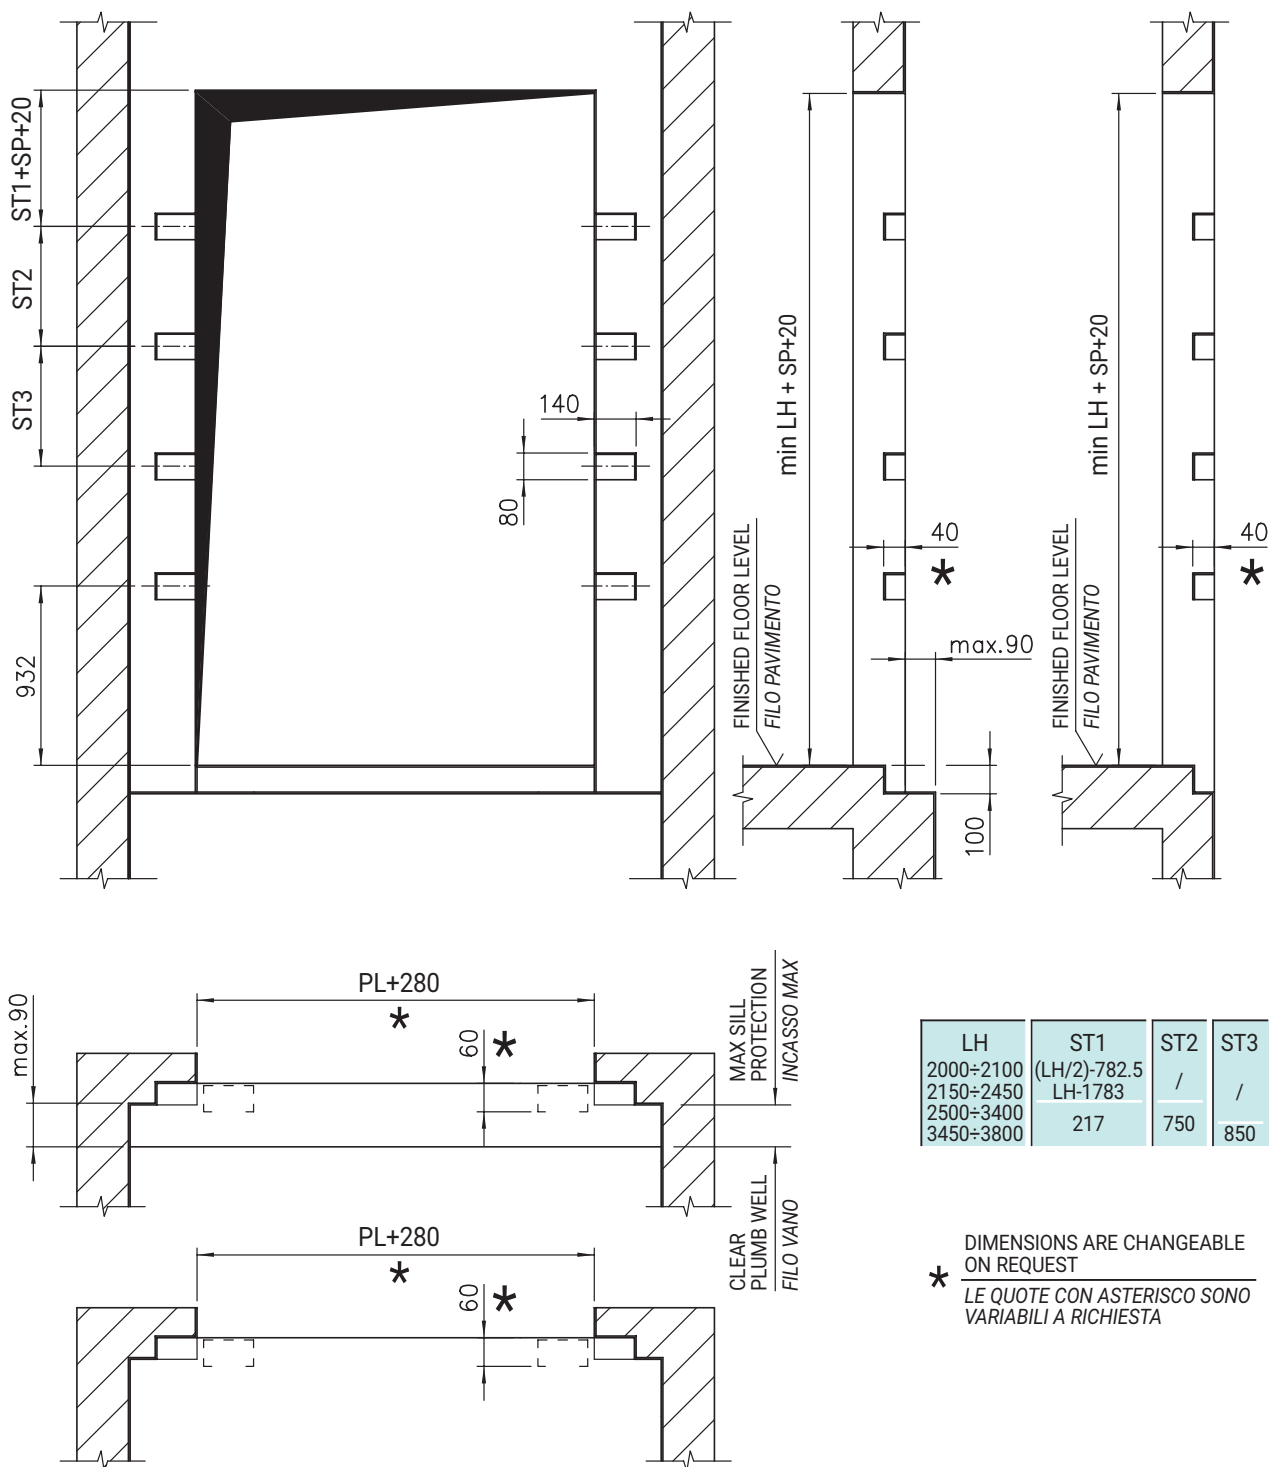 ST1+SP+20
ST2
ST3
932
140
80
min LH + SP+20
FINISHED FLOOR LEVEL
FILO PAVIMENTO
40
*
max.90
100
min LH + SP+20
FINISHED FLOOR LEVEL
FILO PAVIMENTO
40
*
max.90
PL+280
*
60
*
MAX SILL
PROTECTION
INCASSO MAX
CLEAR
PLUMB WELL
FILO VANO
PL+280
*
60
*
LH ST1 ST2 ST3
2000÷2100 (LH/2)-782.5 / /
2150÷2450 LH-1783
2500÷3400 217 750
3450÷3800 850
* DIMENSIONS ARE CHANGEABLE
ON REQUEST
LE QUOTE CON ASTERISCO SONO
VARIABILI A RICHIESTA